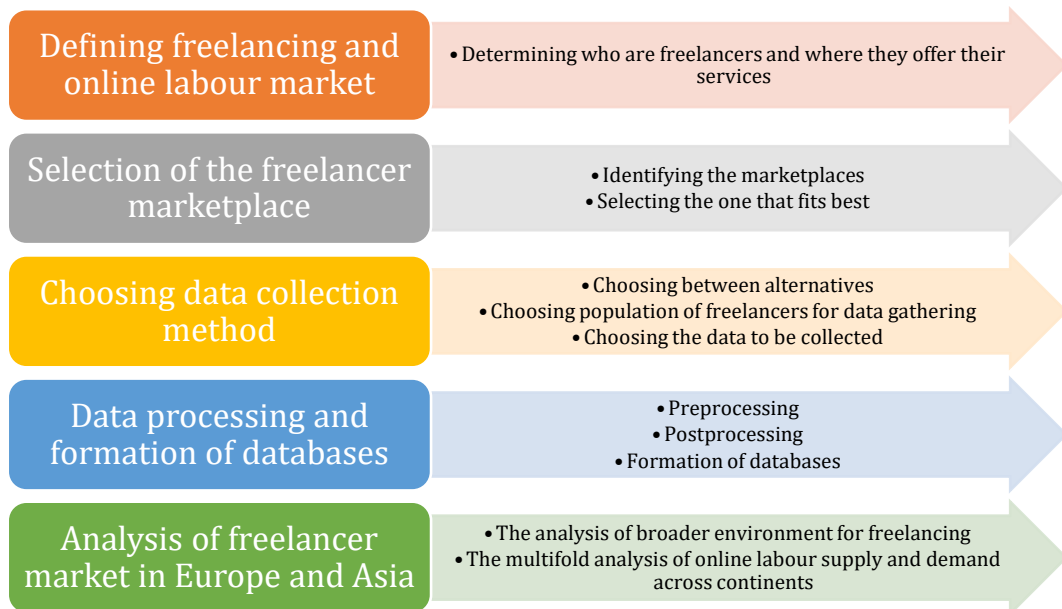 Defining freelancing and
online labour market
• Determining who are freelancers and where they offer their
services
Selection of the freelancer
marketplace
• Identifying the marketplaces
• Selecting the one that fits best
Choosing data collection
method
• Choosing between alternatives
• Choosing population of freelancers for data gathering
• Choosing the data to be collected
Data processing and
formation of databases
• Preprocessing
• Postprocessing
• Formation of databases
Analysis of freelancer
market in Europe and Asia
• The analysis of broader environment for freelancing
• The multifold analysis of online labour supply and demand
across continents